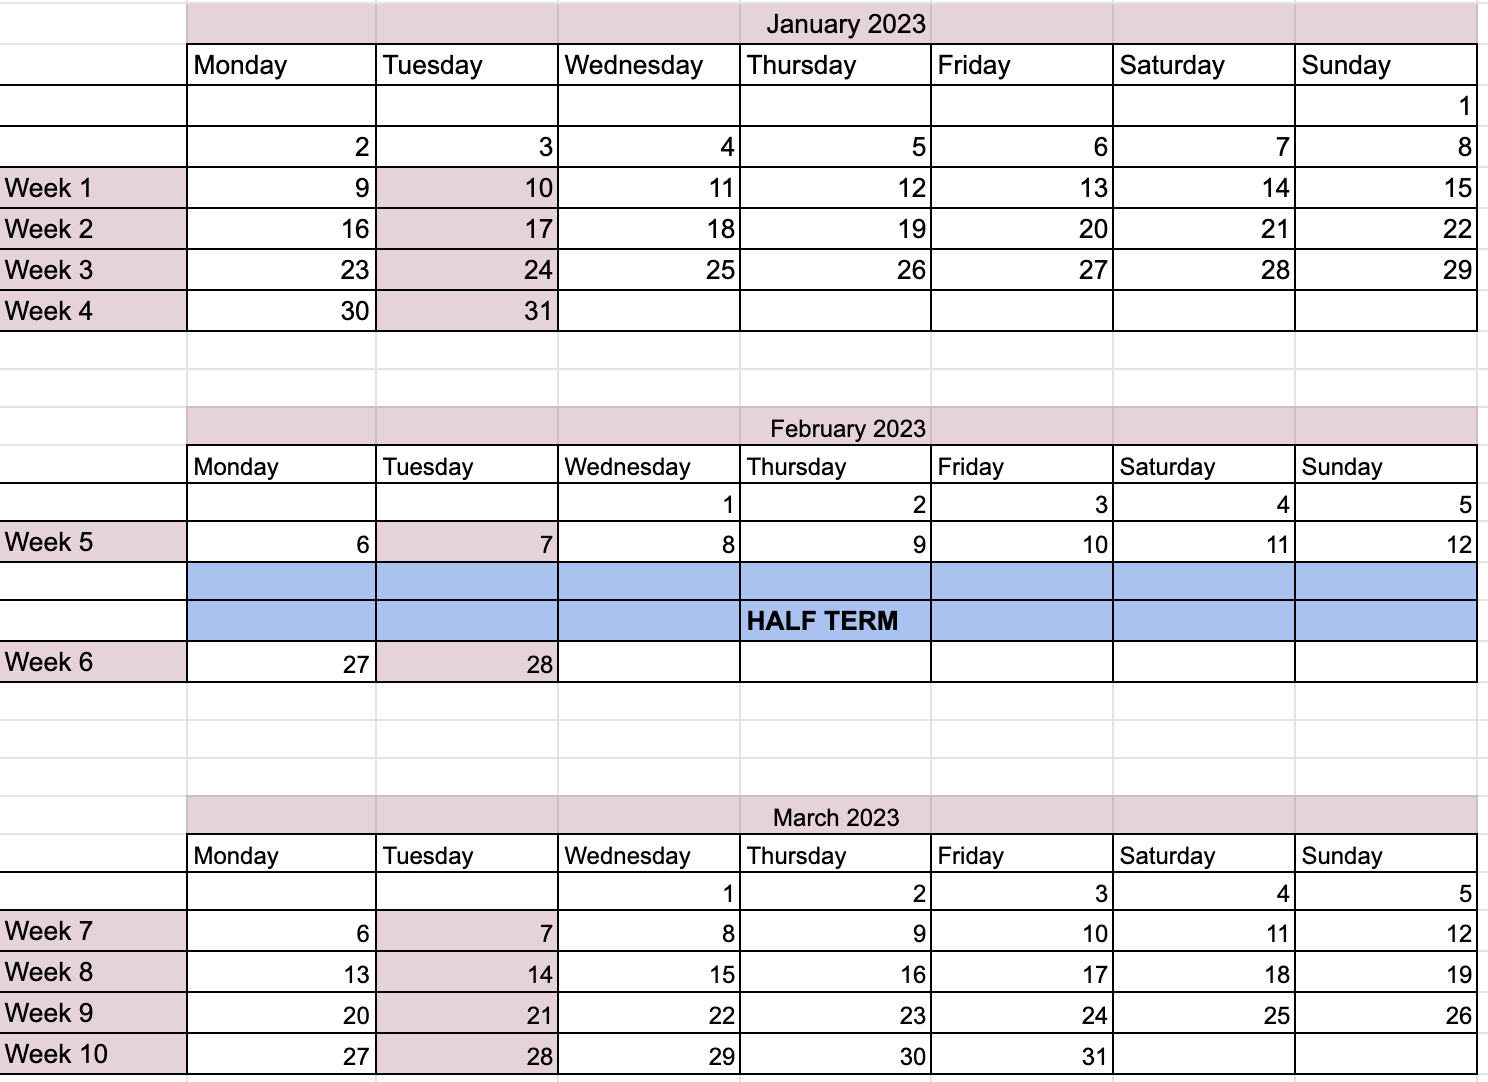 January 2023
Monday Tuesday Wednesday Thursday Friday Saturday Sunday
1
2 3 4 5 6 7 8
Week 1 9 10 11 12 13 14 15
Week 2 16 17 18 19 20 21 22
Week 3 23 24 25 26 27 28 29
Week 4 30 31
February 2023
Monday Tuesday Wednesday Thursday Friday Saturday Sunday
1 2 3 4 5
Week 5 6 7 8 9 10 11 12
HALF TERM
Week 6 27 28
March 2023
Monday Tuesday Wednesday Thursday Friday Saturday Sunday
1 2 3 4 5
Week 7 6 7 8 9 10 11 12
Week 8 13 14 15 16 17 18 19
Week 9 20 21 22 23 24 25 26
Week 10 27 28 29 30 31